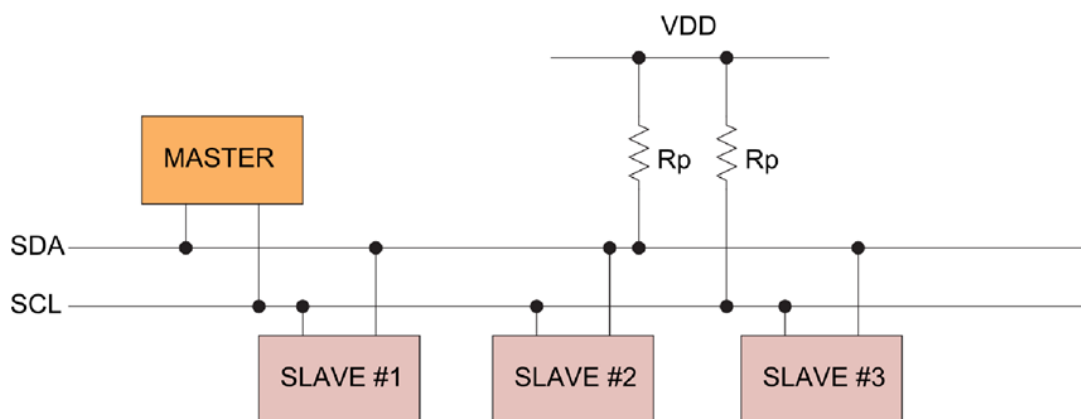 VDD
MASTER
Rp
Rp
SDA
SCL
SLAVE #1
SLAVE #2
SLAVE #3